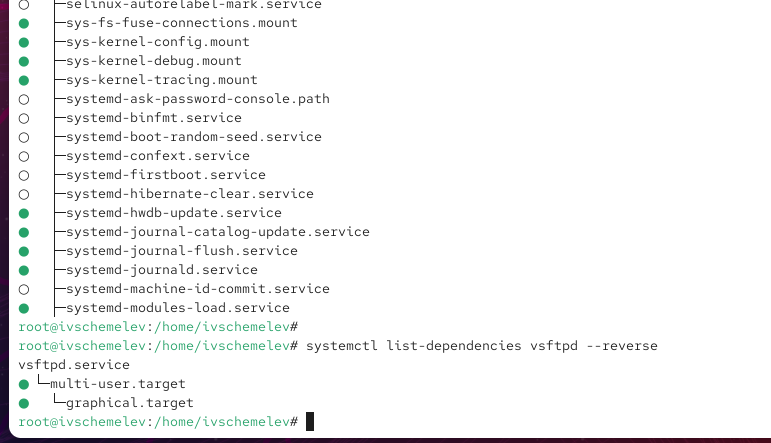 ○ ├─selinux-autorelabel-mark.service
● ├─sys-fs-fuse-connections.mount
● ├─sys-kernel-config.mount
● ├─sys-kernel-debug.mount
● ├─sys-kernel-tracing.mount
○ ├─systemd-ask-password-console.path
○ ├─systemd-binfmt.service
○ ├─systemd-boot-random-seed.service
○ ├─systemd-confext.service
○ ├─systemd-firstboot.service
○ ├─systemd-hibernate-clear.service
● ├─systemd-hwdb-update.service
● ├─systemd-journal-catalog-update.service
● ├─systemd-journal-flush.service
● ├─systemd-journald.service
○ ├─systemd-machine-id-commit.service
● ├─systemd-modules-load.service
root@ivschemelev:/home/ivschemelev#
root@ivschemelev:/home/ivschemelev# systemctl list-dependencies vsftpd --reverse
vsftpd.service
● └─multi-user.target
●   └─graphical.target
root@ivschemelev:/home/ivschemelev#